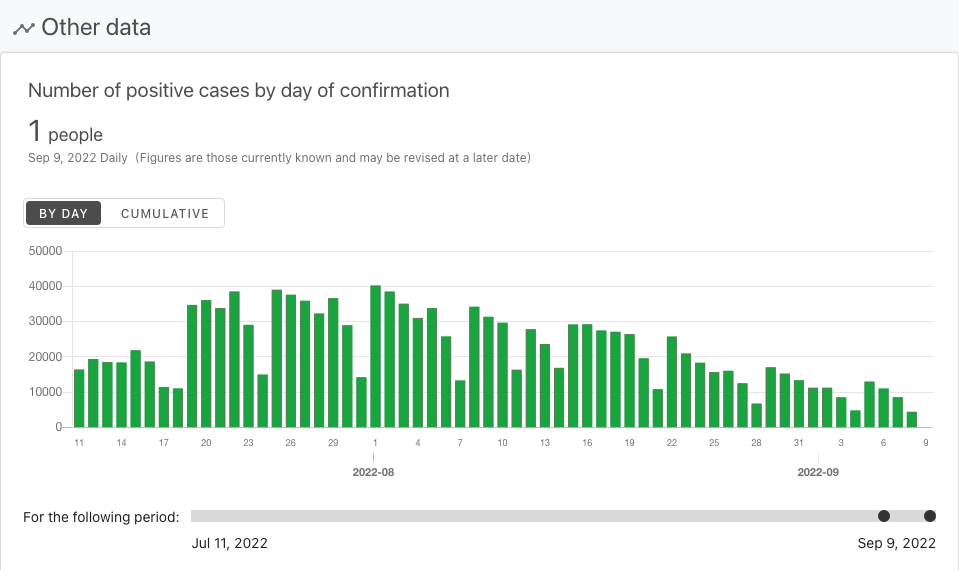 Other data
Number of positive cases by day of confirmation
1 people
Sep 9, 2022 Daily (Figures are those currently known and may be revised at a later date)
BY DAY CUMULATIVE
50000
40000
30000
20000
10000
0
11 14 17 20 23 26 29 1 4 7 10 13 16 19 22 25 28 31 3 6 9
2022-08 2022-09
For the following period:
Jul 11, 2022 Sep 9, 2022